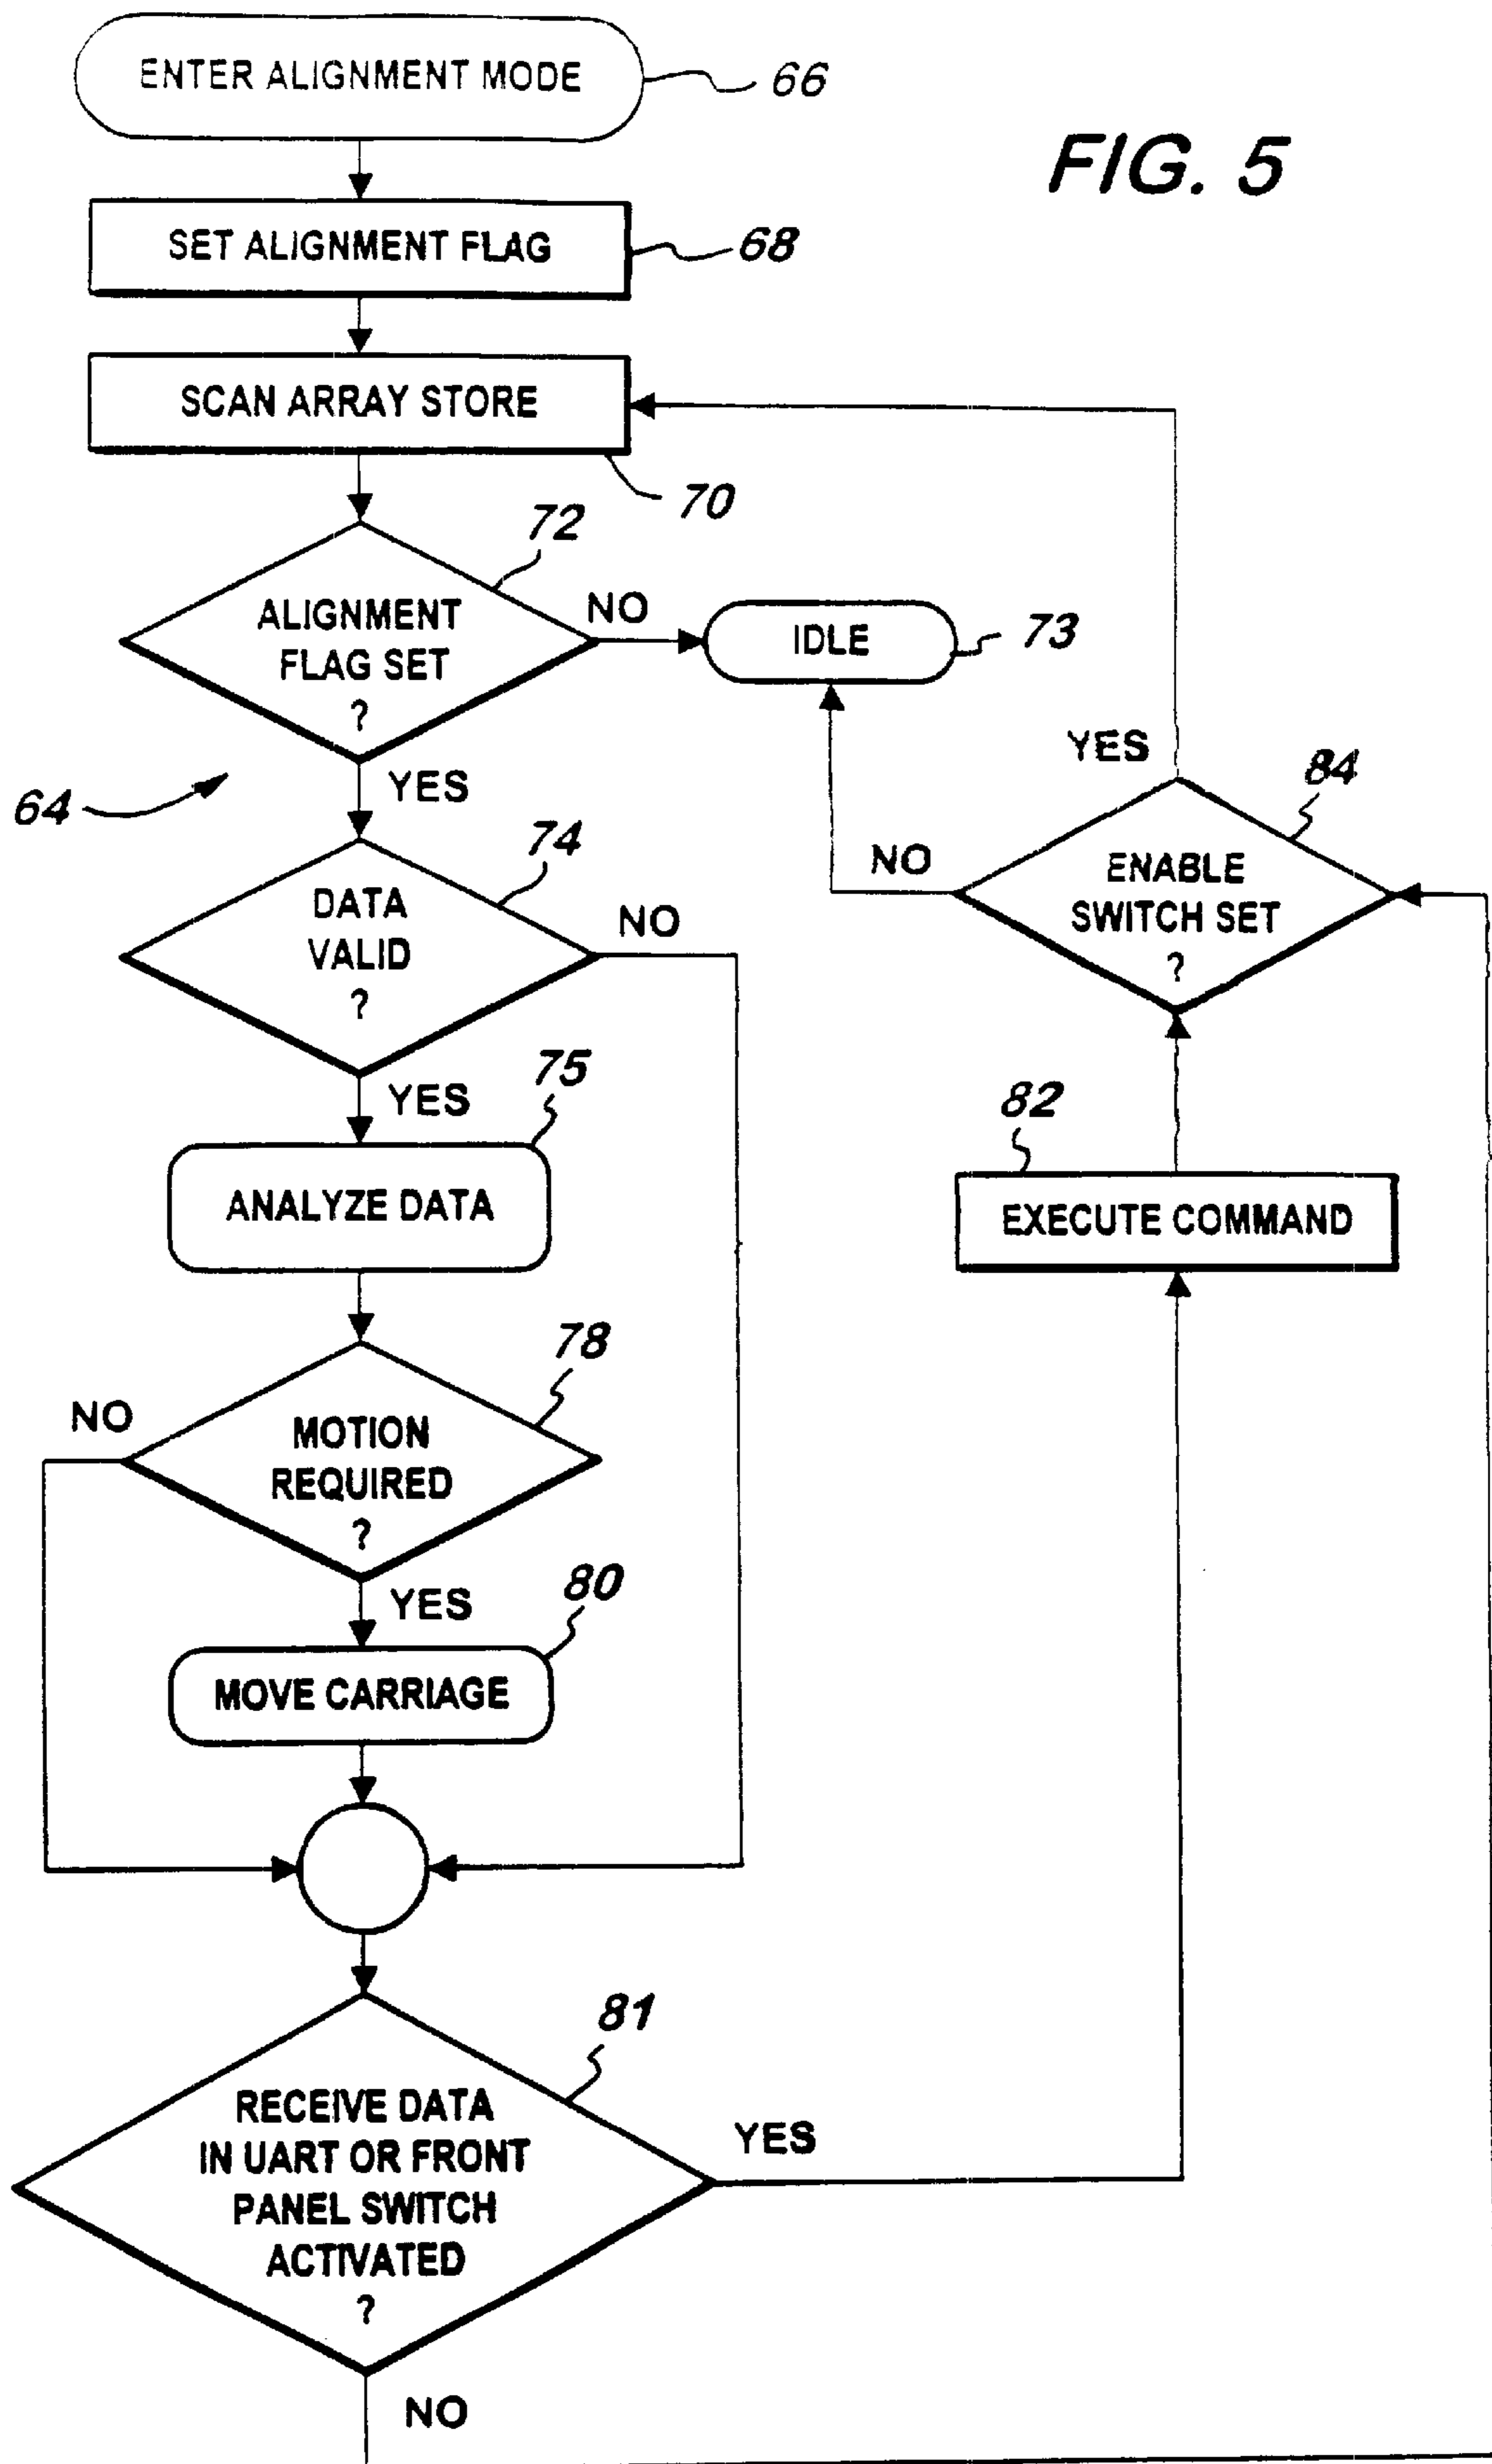 ENTER ALIGNMENT MODE
66
FIG. 5
SET ALIGNMENT FLAG
68
SCAN ARRAY STORE
70
72
ALIGNMENT
FLAG SET
?
NO
IDLE
73
YES
64
74
DATA
VALID
?
NO
YES
84
NO
ENABLE
SWITCH SET
?
YES
75
ANALYZE DATA
82
EXECUTE COMMAND
78
NO
MOTION
REQUIRED
?
YES
80
MOVE CARRIAGE
81
RECEIVE DATA
IN UART OR FRONT
PANEL SWITCH
ACTIVATED
?
YES
NO